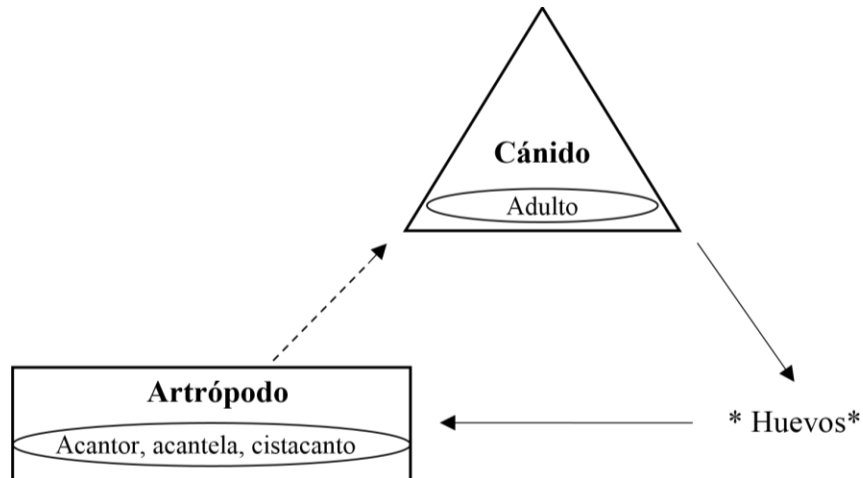 Cánido
Adulto
Artrópodo
Acantor, acantela, cistacanto
* Huevos*